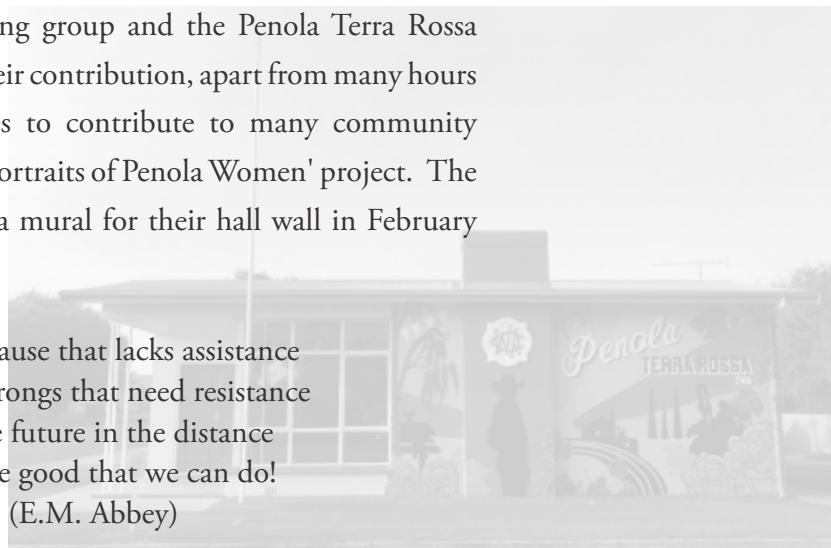 ng group and the Penola Terra Rossa
eir contribution, apart from many hours
s to contribute to many community
ortraits of Penola Women' project. The
a mural for their hall wall in February
ause that lacks assistance
rongs that need resistance
e future in the distance
e good that we can do!
(E.M. Abbey)
Penola
TERRA ROSSA
CWA